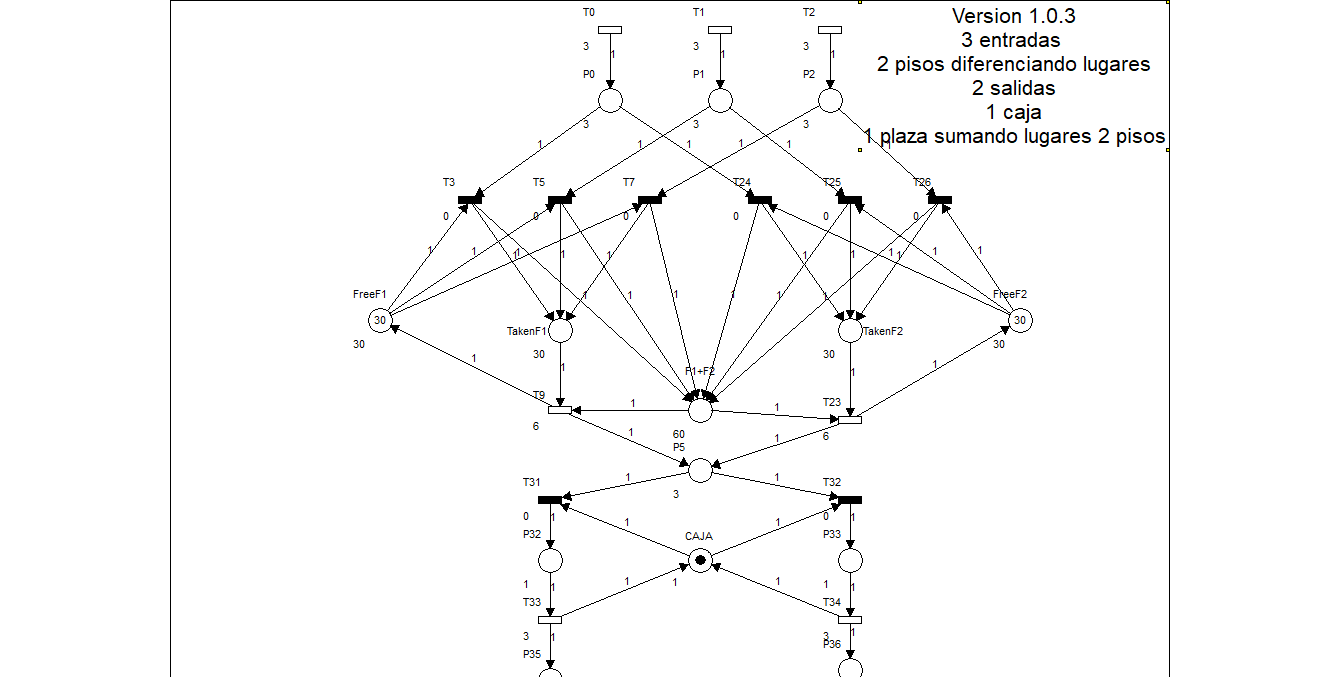 T0 T1 T2 Version 1.0.3
3 entradas
3 1 3 1 3 1
2 pisos diferenciando lugares
P0 P1 P2
2 salidas
1 caja
3 3 3
1 plaza sumando lugares 2 pisos
1 1 1 1 1 1
T3 T5 T7 T24 T25 T26
0 0 0 0 0 0
1 1 1 1 1 1 1 1 1 1 1 1
FreeF1 1 1 1 1 1 1 FreeF2
30 30
TakenF1 TakenF2
30 30 30 30
1 1 1 1
F1+F2
T9 1 1 T23
6 1 60 1 6
P5
T31 1 3 1 T32
0 1 1 1 0 1
P32 CAJA P33
1 1 1 1 1 1 1
T33 T34
3 1 3 1
P35 P36